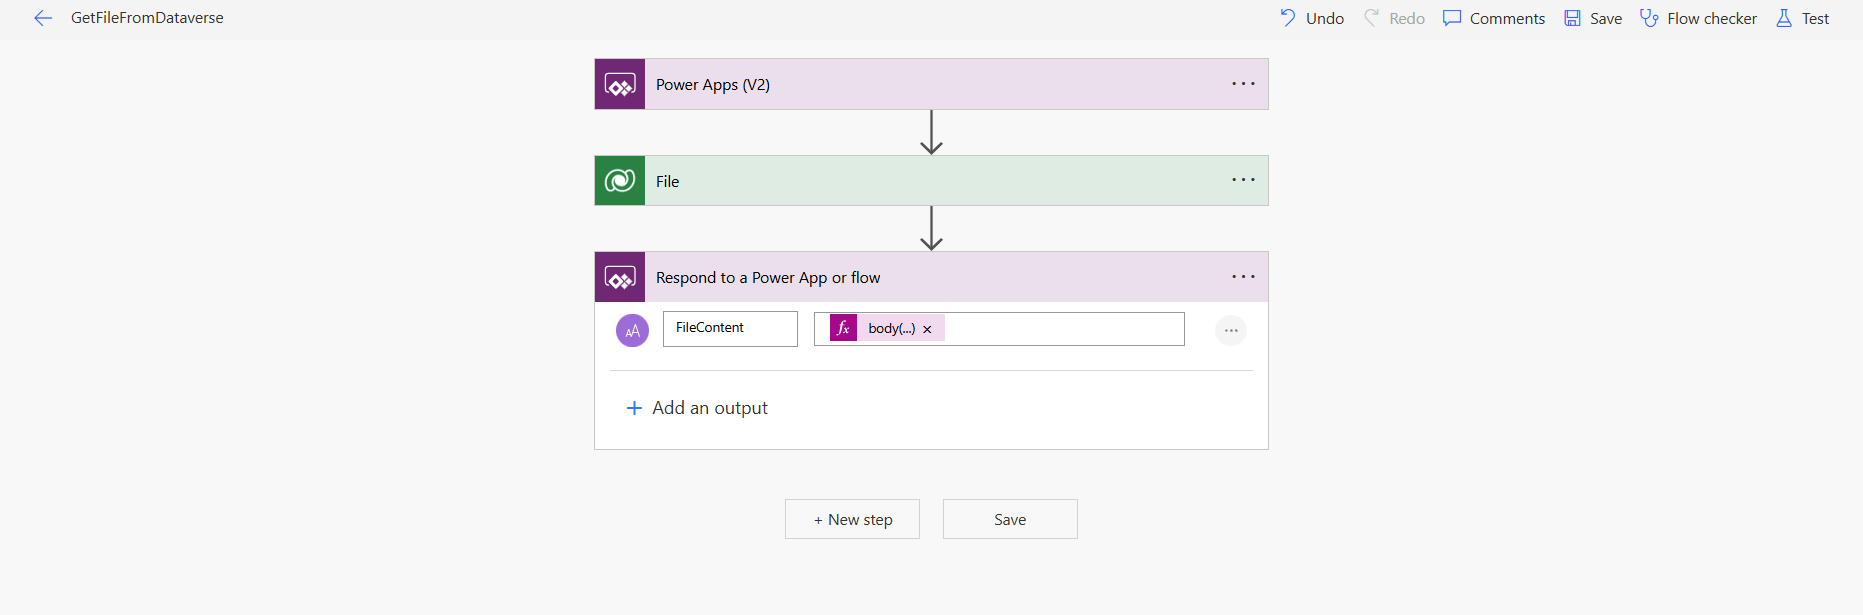 GetFileFromDataverse
Undo Redo Comments Save Flow checker Test
Power Apps (V2)
File
Respond to a Power App or flow
AA FileContent fx body(...) ×
+ Add an output
+ New step Save